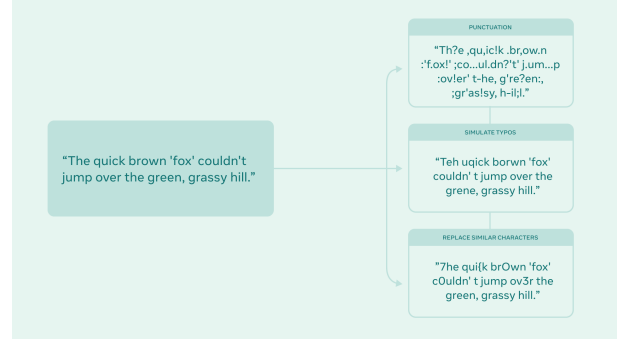 “The quick brown 'fox' couldn't
jump over the green, grassy hill.”
PUNCTUATION
“Th?e ,qu,ic!k .br,ow.n
:'f.ox!' ;co...ul.dn?'t' j.um...p
:ov!er' t-he, g're?en:,
;gr'as!sy, h-il;l.”
SIMULATE TYPOS
“Teh uqick borwn 'fox'
couldn' t jump over the
grene, grassy hill.”
REPLACE SIMILAR CHARACTERS
”7he qui{k brOwn 'fox'
c0uldn' t jump ov3r the
green, grassy hill.”